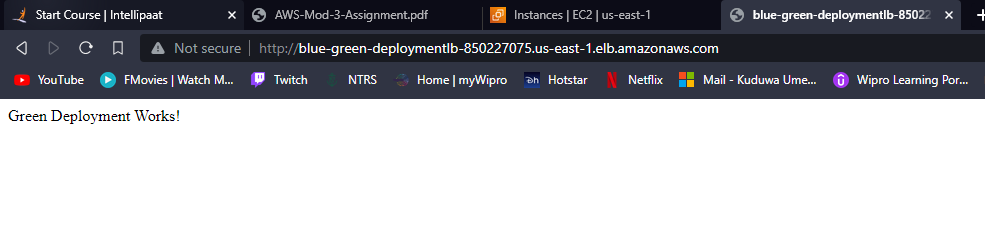 Start Course | Intellipaat AWS-Mod-3-Assignment.pdf Instances | EC2 | us-east-1 blue-green-deploymentlb-85022
Not secure http://blue-green-deploymentlb-850227075.us-east-1.elb.amazonaws.com
YouTube FMovies | Watch M... Twitch NTRS Home | myWipro Hotstar Netflix Mail - Kuduwa Ume... Wipro Learning Por...
Green Deployment Works!